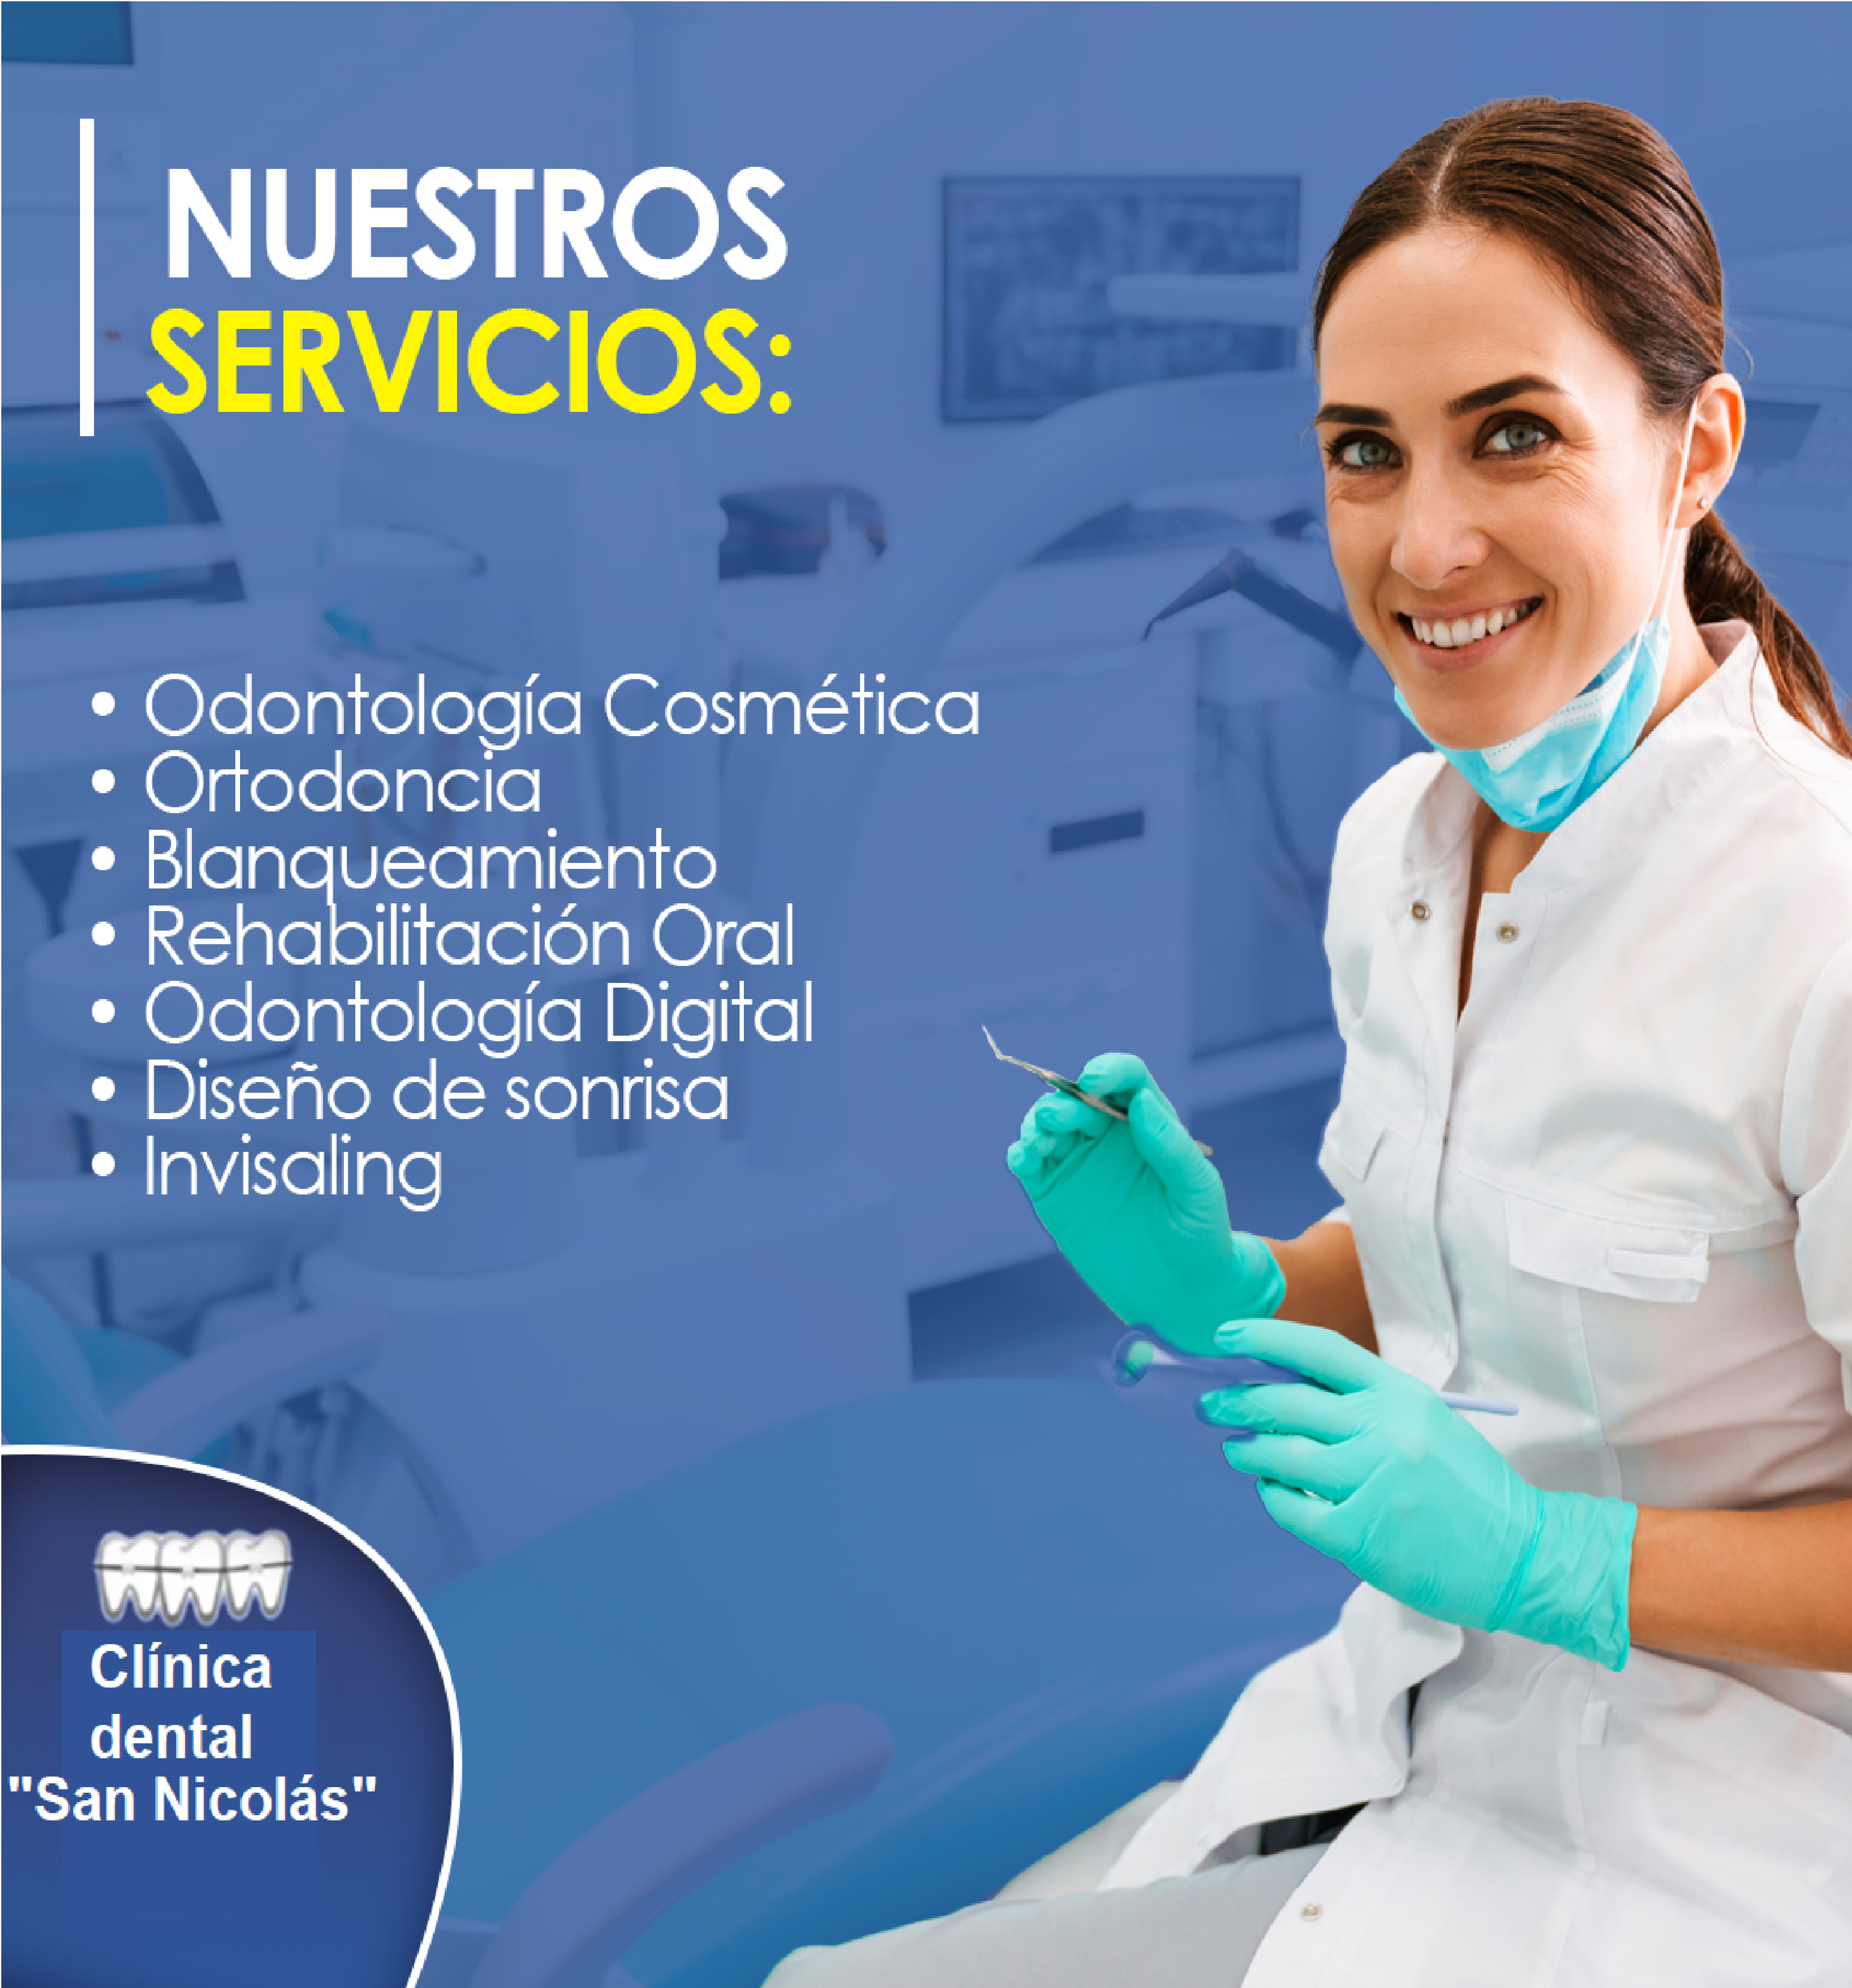 NUESTROS
SERVICIOS:
• Odontología Cosmética
• Ortodoncia
• Blanqueamiento
• Rehabilitación Oral
• Odontología Digital
• Diseño de sonrisa
• Invisaling
Clínica
dental
"San Nicolás"